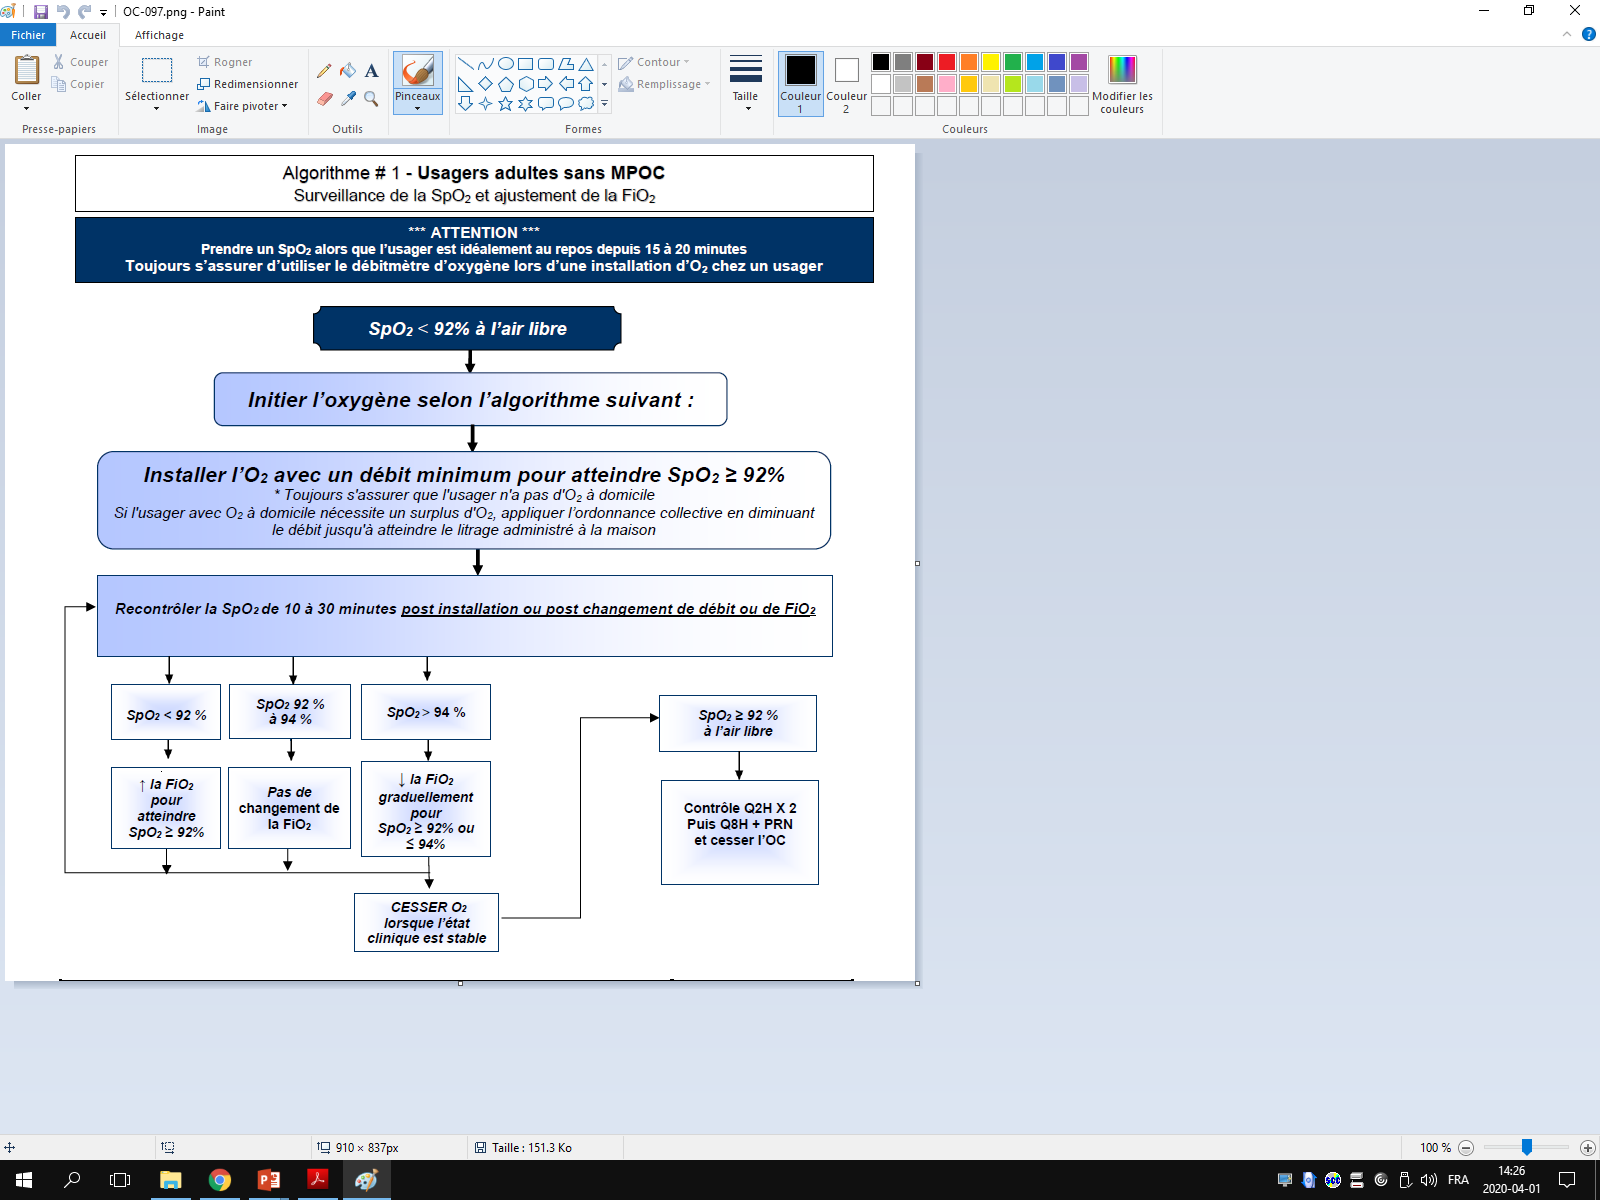 OC-097.png - Paint
Fichier
Accueil
Affichage
Coller
Couper
Copier
Presse-papiers
Sélectionner
Rogner
Redimensionner
Faire pivoter
Image
A
Outils
Pinceaux
Contour
Remplissage
Formes
Taille
Couleur
1
Couleur
2
Modifier les
couleurs
Couleurs
Algorithme # 1 - Usagers adultes sans MPOC
Surveillance de la SpO₂ et ajustement de la FiO₂
*** ATTENTION ***
Prendre un SpO₂ alors que l'usager est idéalement au repos depuis 15 à 20 minutes
Toujours s'assurer d'utiliser le débitmètre d'oxygène lors d'une installation d'O₂ chez un usager
SpO₂ < 92% à l'air libre
Initier l'oxygène selon l'algorithme suivant :
Installer l'O₂ avec un débit minimum pour atteindre SpO₂ ≥ 92%
* Toujours s'assurer que l'usager n'a pas d'O₂ à domicile
Si l'usager avec O₂ à domicile nécessite un surplus d'O₂, appliquer l'ordonnance collective en diminuant
le débit jusqu'à atteindre le litrage administré à la maison
Recontrôler la SpO₂ de 10 à 30 minutes post installation ou post changement de débit ou de FiO₂
SpO₂ < 92 %
SpO₂ 92 %
à 94 %
SpO₂ > 94 %
SpO₂ ≥ 92 %
à l'air libre
↑ la FiO₂
pour
atteindre
SpO₂ ≥ 92%
Pas de
changement de
la FiO₂
↓ la FiO₂
graduellement
pour
SpO₂ ≥ 92% ou
≤ 94%
Contrôle Q2H X 2
Puis Q8H + PRN
et cesser l'OC
CESSER O₂
lorsque l'état
clinique est stable
910 × 837px
Taille : 151.3 Ko
100 %
FRA
14:26
2020-04-01